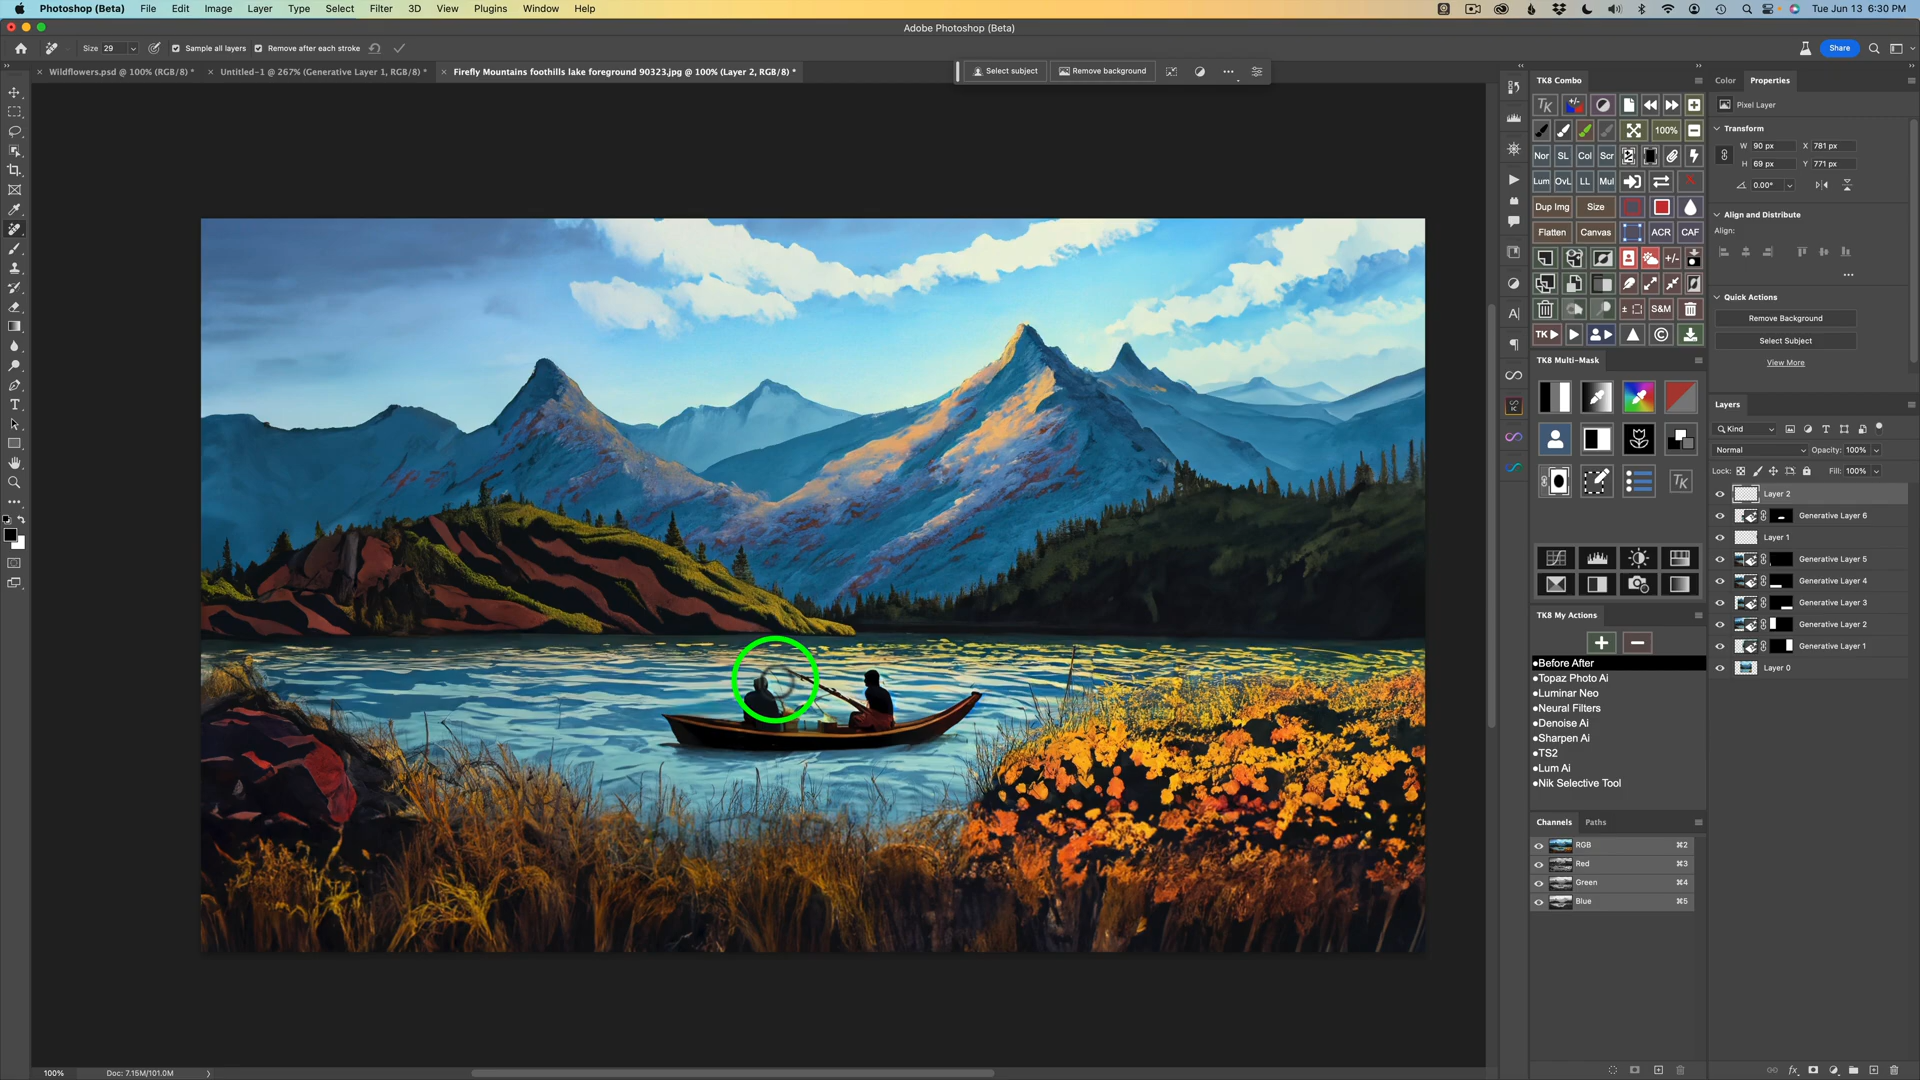 Photoshop (Beta) File Edit Image Layer Type Select Filter 3D View Plugins Window Help Tue Jun 13 6:30 PM
Adobe Photoshop (Beta)
Size 29 Sample all layers Remove after each stroke Share
× Wildflowers.psd @ 100% (RGB/8) * × Untitled-1 @ 267% (Generative Layer 1, RGB/8) * × Firefly Mountains foothills lake foreground 90323.jpg @ 100% (Layer 2, RGB/8) *
Select subject Remove background
TK8 Combo
TK +/-
100%
Nor SL Col Scr
Lum OvL LL Mul
Dup Img Size
Flatten Canvas ACR CAF
+/-
S&M
TK
TK8 Multi-Mask
TK
TK8 My Actions
●Before After
●Topaz Photo Ai
●Luminar Neo
●Neural Filters
●Denoise Ai
●Sharpen Ai
●TS2
●Lum Ai
●Nik Selective Tool
Channels Paths
RGB ⌘2
Red ⌘3
Green ⌘4
Blue ⌘5
Color Properties
Pixel Layer
Transform
W 90 px X 781 px
H 69 px Y 771 px
0.00°
Align and Distribute
Align:
Quick Actions
Remove Background
Select Subject
View More
Layers
Kind
Normal Opacity: 100%
Lock: Fill: 100%
Layer 2
Generative Layer 6
Layer 1
Generative Layer 5
Generative Layer 4
Generative Layer 3
Generative Layer 2
Generative Layer 1
Layer 0
fx
100% Doc: 7.15M/101.0M